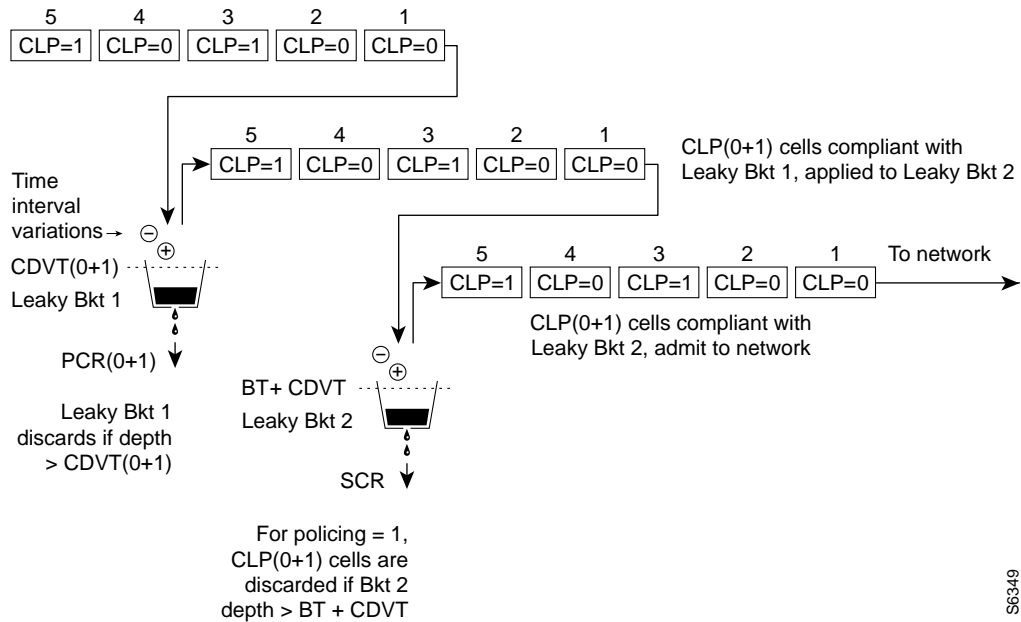 5 4 3 2 1
CLP=1 CLP=0 CLP=1 CLP=0 CLP=0
5 4 3 2 1
CLP=1 CLP=0 CLP=1 CLP=0 CLP=0
CLP(0+1) cells compliant with
Leaky Bkt 1, applied to Leaky Bkt 2
Time
interval
variations
− +
CDVT(0+1)
Leaky Bkt 1
PCR(0+1)
Leaky Bkt 1
discards if depth
> CDVT(0+1)
5 4 3 2 1
CLP=1 CLP=0 CLP=1 CLP=0 CLP=0
To network
CLP(0+1) cells compliant with
Leaky Bkt 2, admit to network
− +
BT+ CDVT
Leaky Bkt 2
SCR
For policing = 1,
CLP(0+1) cells are
discarded if Bkt 2
depth > BT + CDVT
S6349